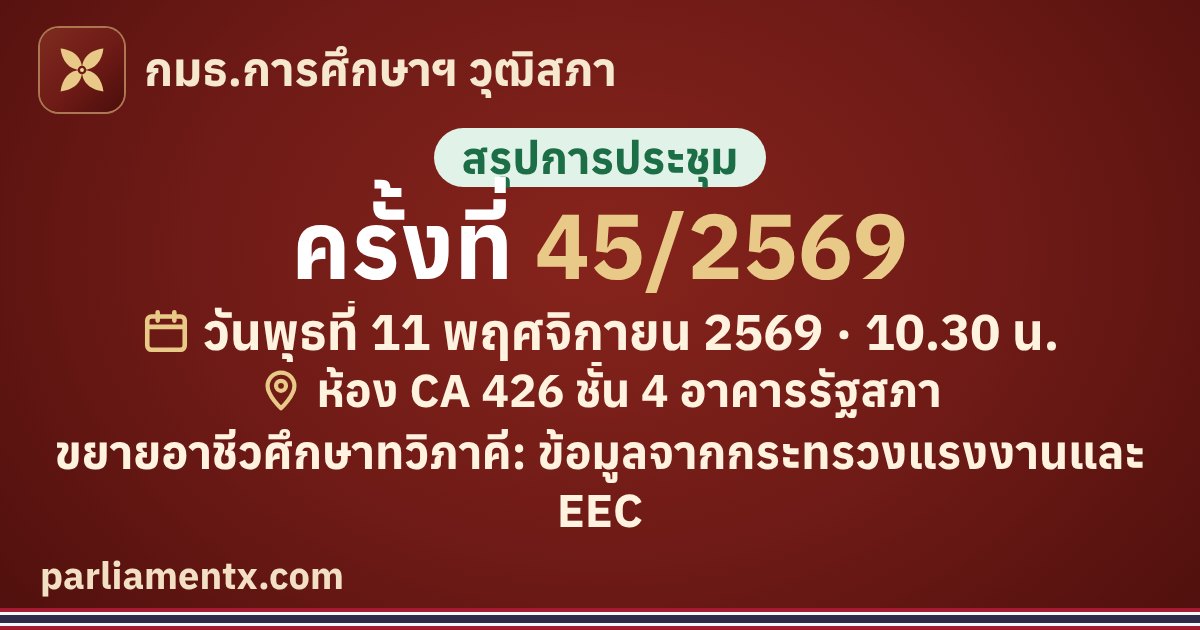 กมธ.การศึกษาฯ วุฒิสภา
สรุปการประชุม
ครั้งที่ 45/2569
วันพุธที่ 11 พฤศจิกายน 2569 · 10.30 น.
ห้อง CA 426 ชั้น 4 อาคารรัฐสภา
ขยายอาชีวศึกษาทวิภาคี: ข้อมูลจากกระทรวงแรงงานและ
EEC
parliamentx.com